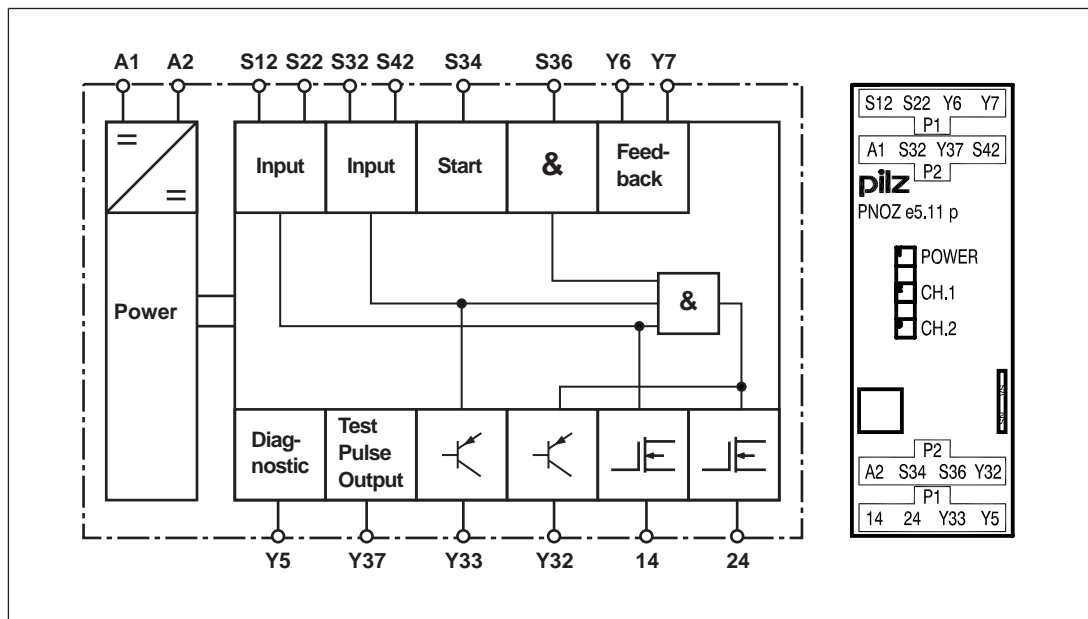 A1 A2 S12 S22 S32 S42 S34 S36 Y6 Y7
=
=
Input Input Start & Feed-
back
Power
&
Diag-
nostic
Test
Pulse
Output
Y5 Y37 Y33 Y32 14 24
S12 S22 Y6 Y7
P1
A1 S32 Y37 S42
P2
pilz
PNOZ e5.11 p
POWER
CH.1
CH.2
P2
A2 S34 S36 Y32
P1
14 24 Y33 Y5